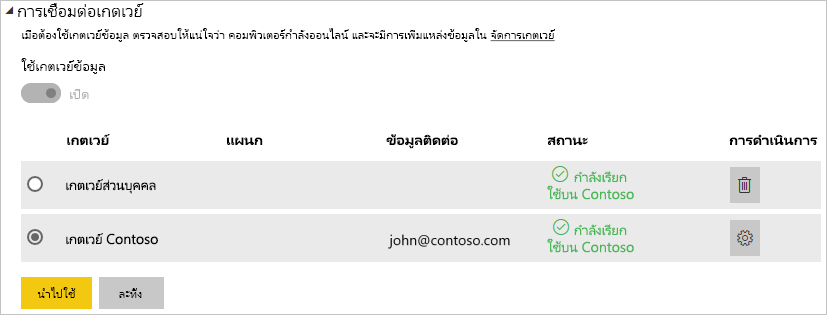 การเชื่อมต่อเกตเวย์
เมื่อต้องใช้เกตเวย์ข้อมูล ตรวจสอบให้แน่ใจว่า คอมพิวเตอร์กำลังออนไลน์ และจะมีการเพิ่มแหล่งข้อมูลใน จัดการเกตเวย์
ใช้เกตเวย์ข้อมูล
เปิด
เกตเวย์ แผนก ข้อมูลติดต่อ สถานะ การดำเนินการ
เกตเวย์ส่วนบุคคล กำลังเรียก
ใช้บน Contoso
เกตเวย์ Contoso john@contoso.com กำลังเรียก
ใช้บน Contoso
นำไปใช้ ละทิ้ง